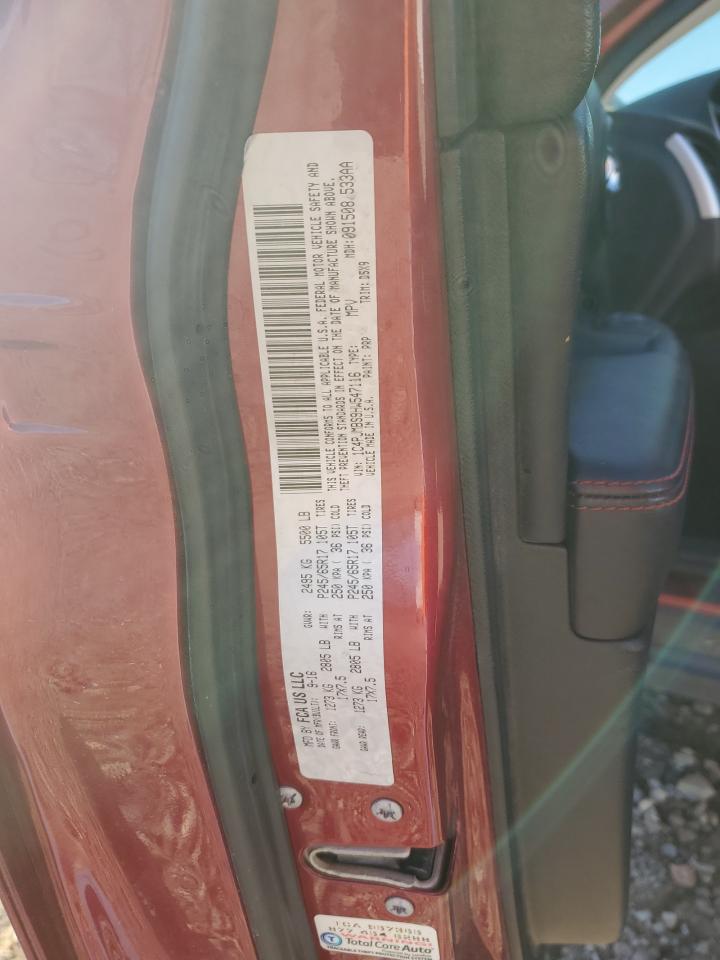 MFD BY FCA US LLC
DATE OF MFR(BUILT): 9-16 GVWR: 2495 KG 5500 LB
GAWR FRONT: 1273 KG 2805 LB WITH P245/65R17 105T TIRES
17X7.5 RIMS AT 250 KPA ( 36 PSI) COLD
GAWR REAR: 1273 KG 2805 LB WITH P245/65R17 105T TIRES
17X7.5 RIMS AT 250 KPA ( 36 PSI) COLD
THIS VEHICLE CONFORMS TO ALL APPLICABLE U.S.A. FEDERAL MOTOR VEHICLE SAFETY AND
THEFT PREVENTION STANDARDS IN EFFECT ON THE DATE OF MANUFACTURE SHOWN ABOVE.
VIN: 1C4PJMBS9HW547116 TYPE: MPV MDH: 091508 533AA
VEHICLE MADE IN U.S.A. PAINT: PRP TRIM: D5X9
WARNING!
Total Care Auto